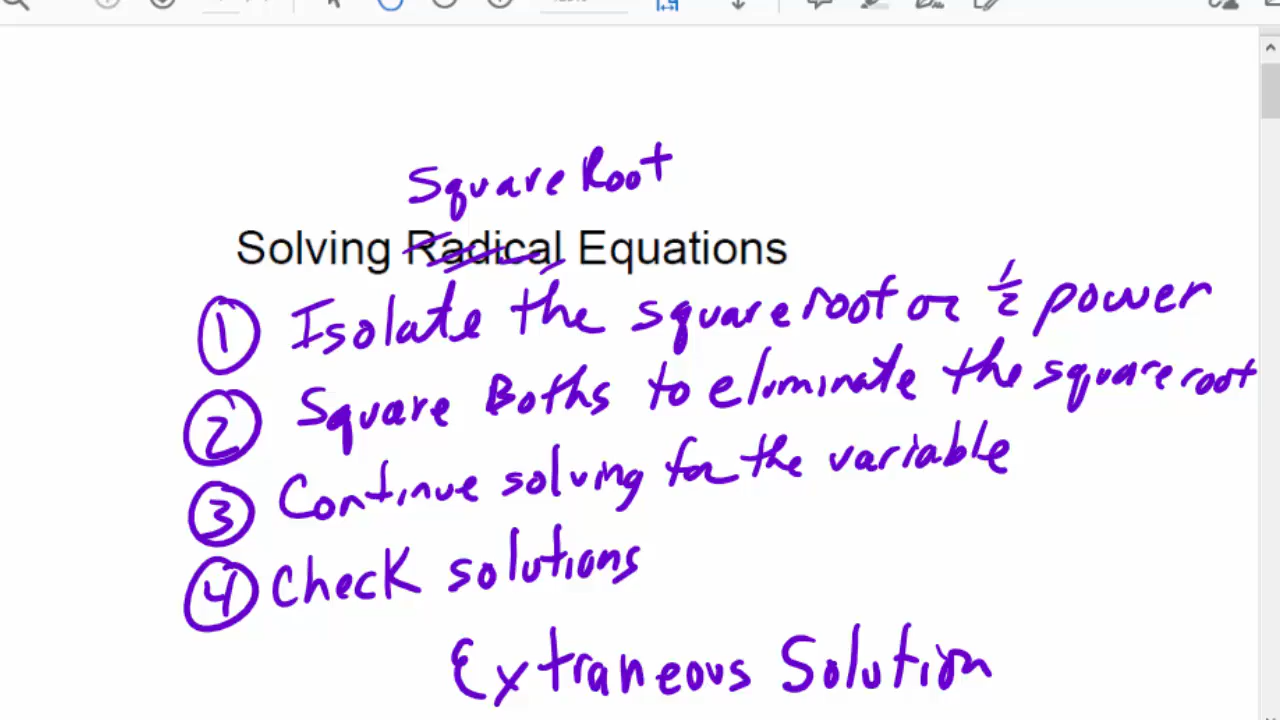 Square Root
Solving Radical Equations
① Isolate the square root or 1/2 power
② Square Boths to eliminate the square root
③ Continue solving for the variable
④ Check solutions
Extraneous Solution